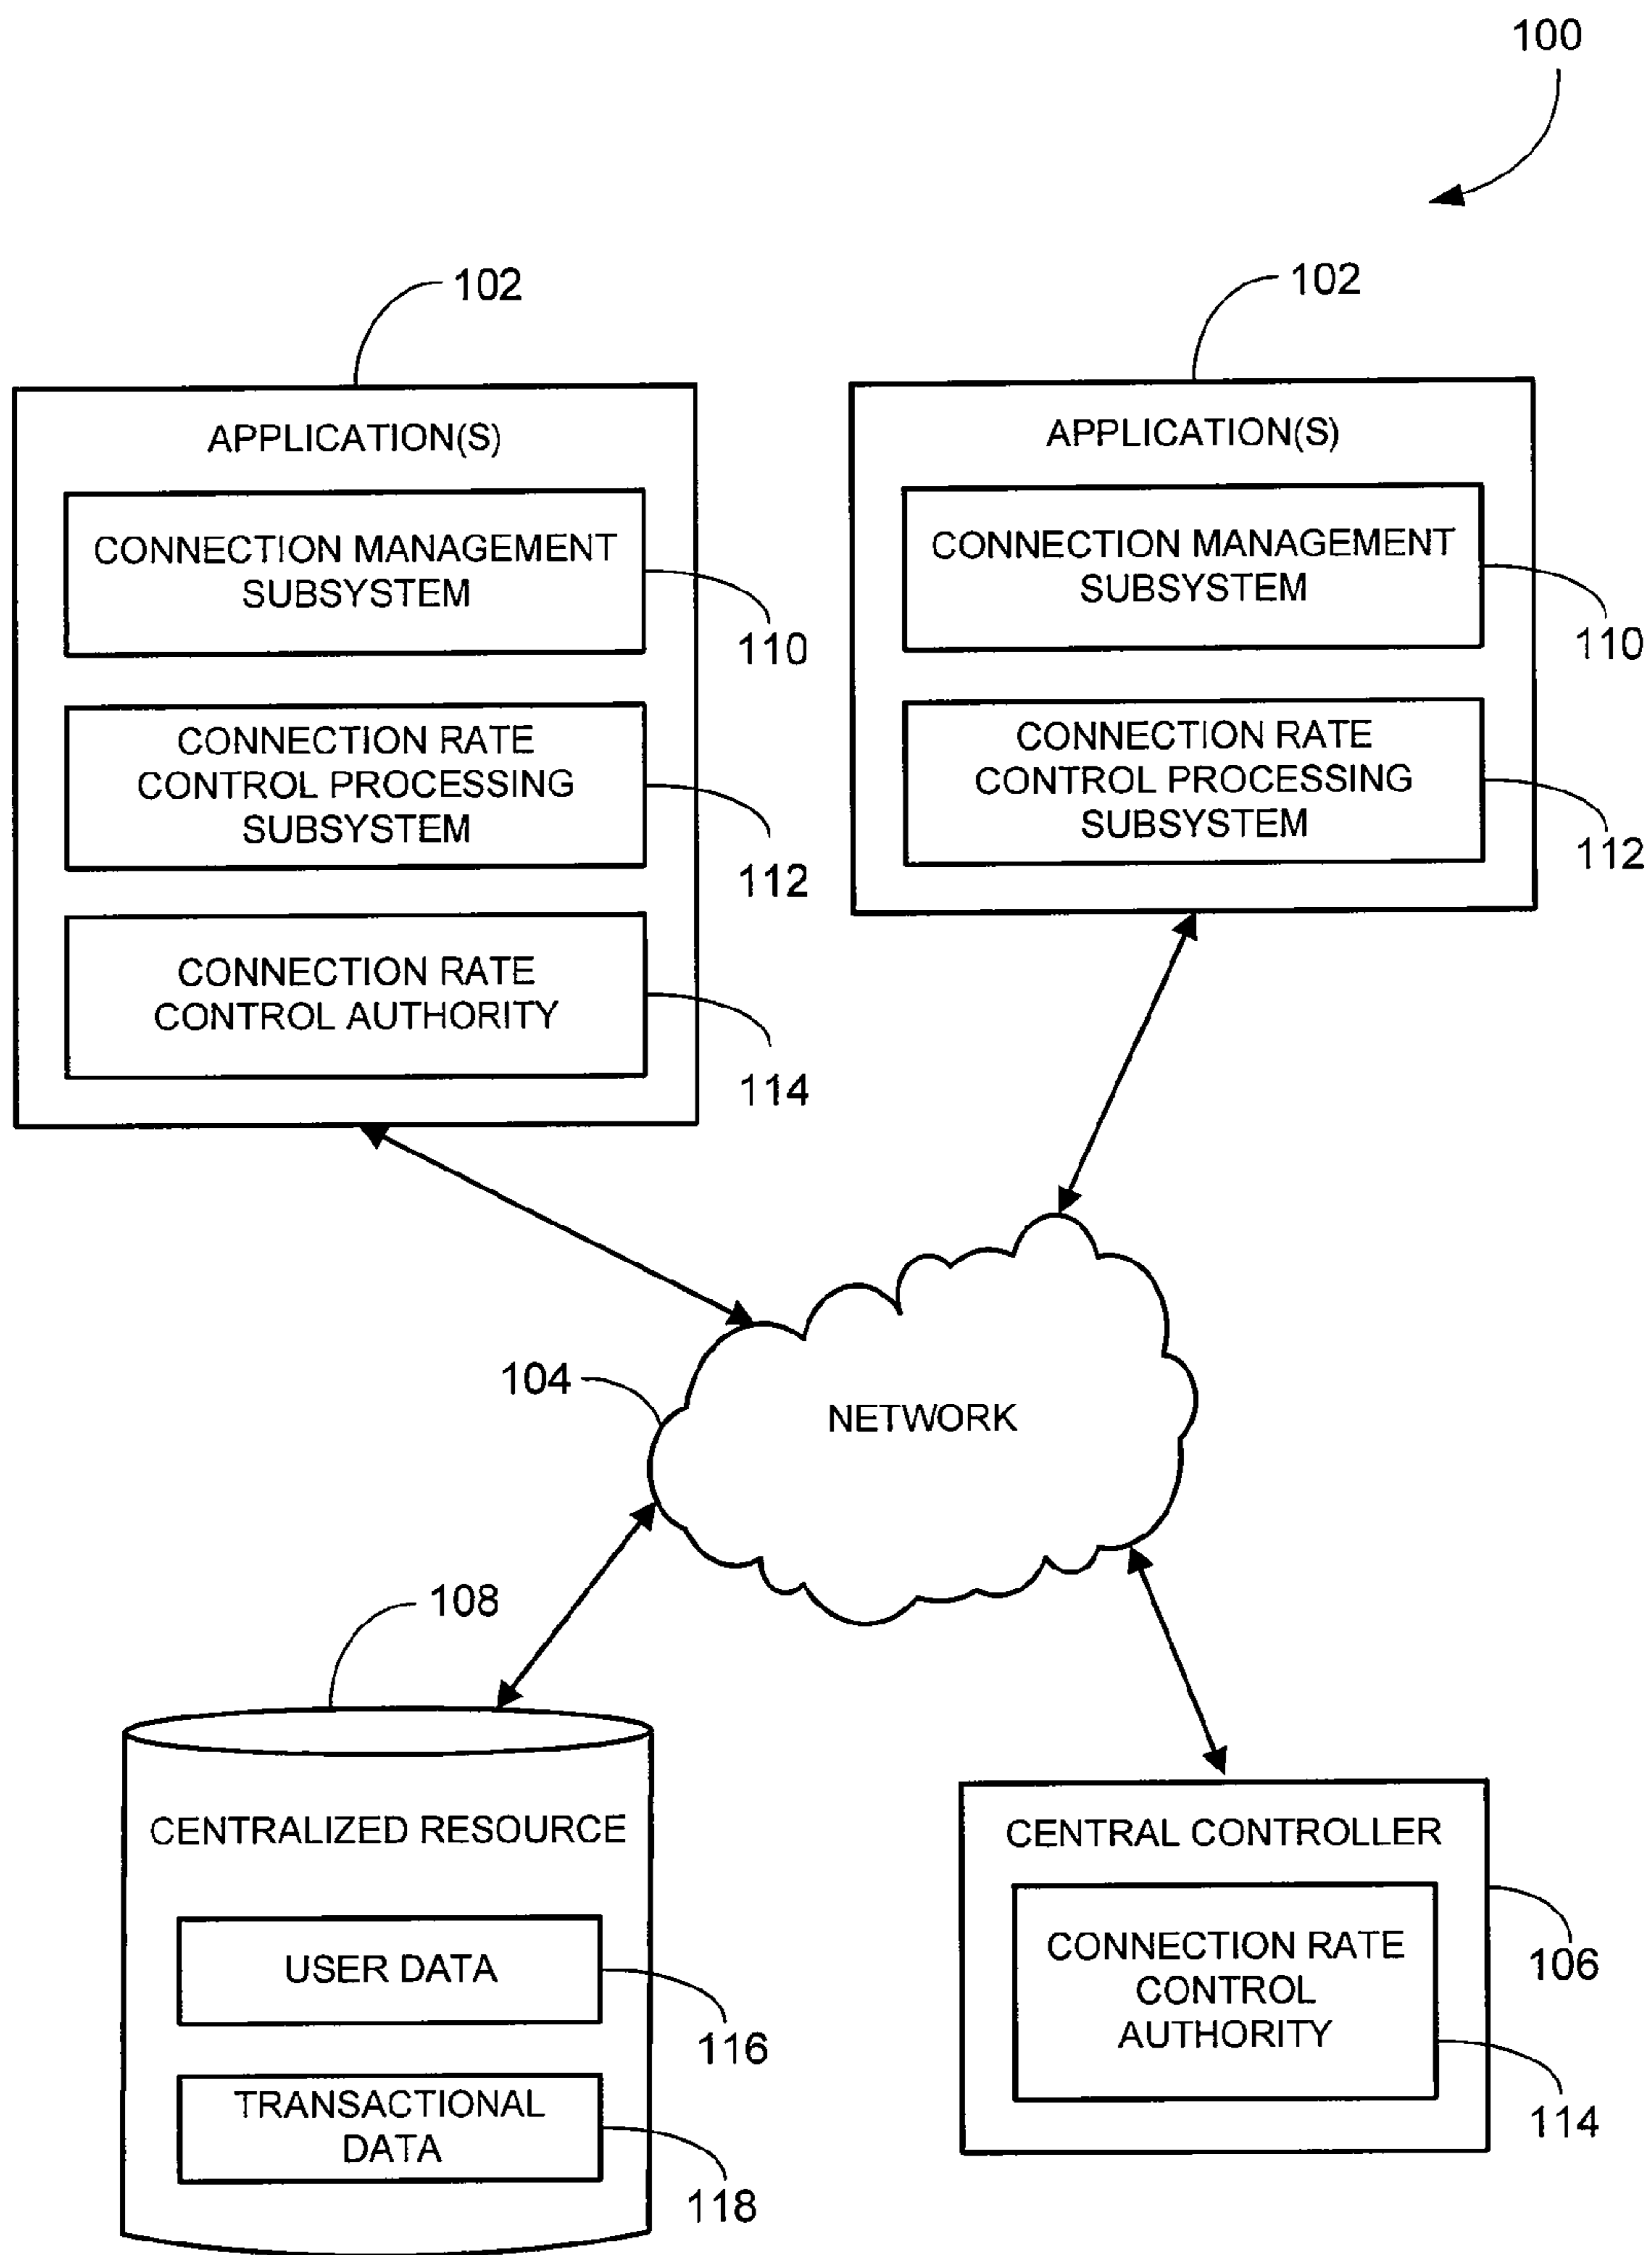 100
102
102
APPLICATION(S)
CONNECTION MANAGEMENT
SUBSYSTEM
110
CONNECTION RATE
CONTROL PROCESSING
SUBSYSTEM
112
CONNECTION RATE
CONTROL AUTHORITY
114
APPLICATION(S)
CONNECTION MANAGEMENT
SUBSYSTEM
110
CONNECTION RATE
CONTROL PROCESSING
SUBSYSTEM
112
104
NETWORK
108
CENTRALIZED RESOURCE
USER DATA
116
TRANSACTIONAL
DATA
118
CENTRAL CONTROLLER
106
CONNECTION RATE
CONTROL
AUTHORITY
114